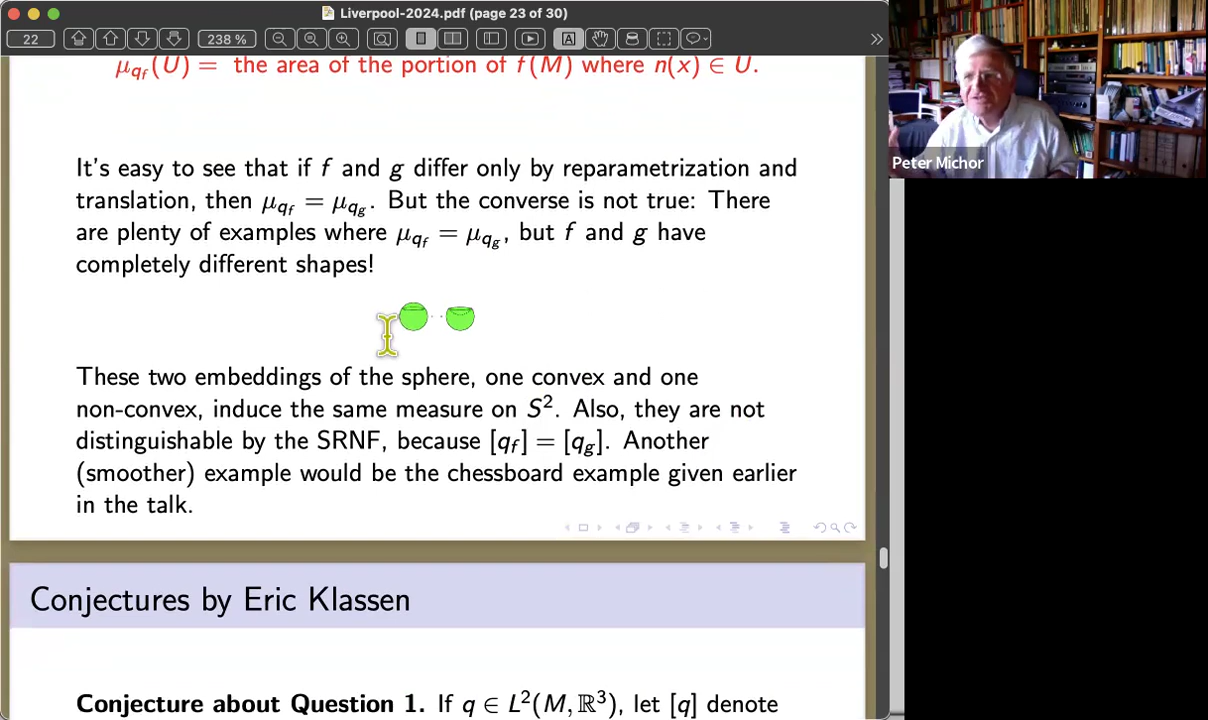 Liverpool-2024.pdf (page 23 of 30)
22
238 %
A
μ_{q_f}(U) = the area of the portion of f(M) where n(x) ∈ U.
Peter Michor
It's easy to see that if f and g differ only by reparametrization and
translation, then μ_{q_f} = μ_{q_g}. But the converse is not true: There
are plenty of examples where μ_{q_f} = μ_{q_g}, but f and g have
completely different shapes!
These two embeddings of the sphere, one convex and one
non-convex, induce the same measure on S². Also, they are not
distinguishable by the SRNF, because [q_f] = [q_g]. Another
(smoother) example would be the chessboard example given earlier
in the talk.
Conjectures by Eric Klassen
Conjecture about Question 1. If q ∈ L²(M, ℝ³), let [q] denote